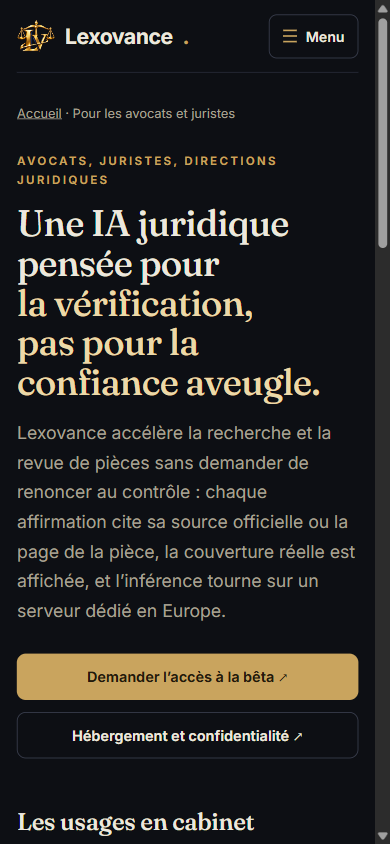 Lexovance .
☰ Menu
Accueil · Pour les avocats et juristes
AVOCATS, JURISTES, DIRECTIONS
JURIDIQUES
Une IA juridique
pensée pour
la vérification,
pas pour la
confiance aveugle.
Lexovance accélère la recherche et la
revue de pièces sans demander de
renoncer au contrôle : chaque
affirmation cite sa source officielle ou la
page de la pièce, la couverture réelle est
affichée, et l’inférence tourne sur un
serveur dédié en Europe.
Demander l’accès à la bêta ↗
Hébergement et confidentialité ↗
Les usages en cabinet